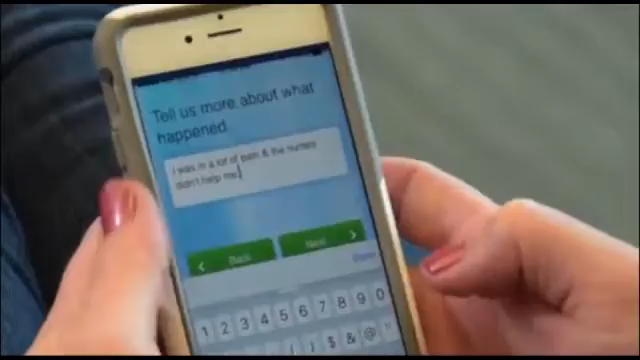 Tell us more about what
happened
I was in a lot of pain & the nurses
didn't help me.
Back
Next
Done
1 2 3 4 5 6 7 8 9 0
) $ & @ "